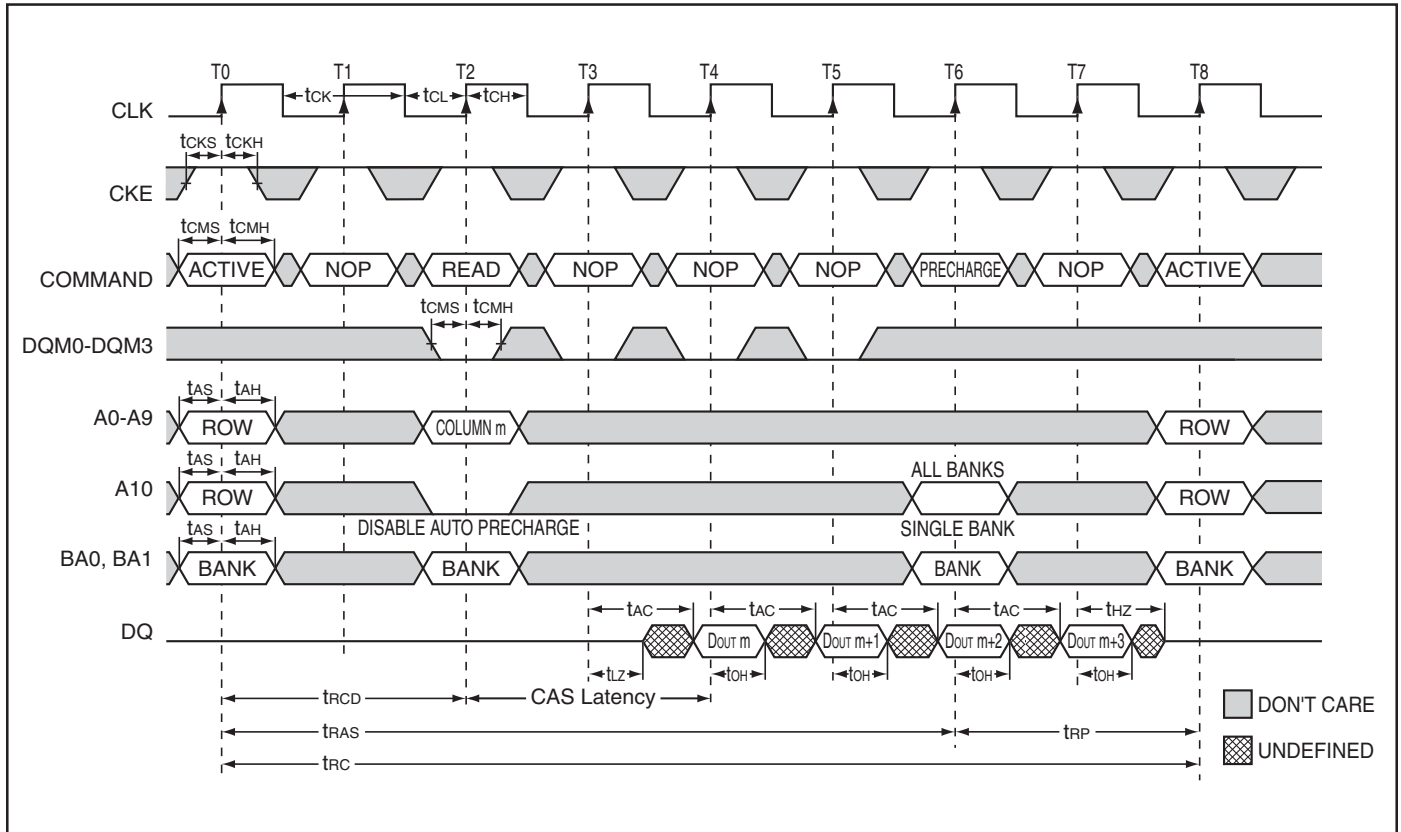 T0 T1 T2 T3 T4 T5 T6 T7 T8
tCK tCL tCH
CLK
tCKS tCKH
CKE
tCMS tCMH
COMMAND ACTIVE NOP READ NOP NOP NOP PRECHARGE NOP ACTIVE
tCMS tCMH
DQM0-DQM3
tAS tAH
A0-A9 ROW COLUMN m ROW
tAS tAH ALL BANKS
A10 ROW ROW
DISABLE AUTO PRECHARGE SINGLE BANK
tAS tAH
BA0, BA1 BANK BANK BANK BANK
tAC tAC tAC tAC tHZ
DQ DOUT m DOUT m+1 DOUT m+2 DOUT m+3
tLZ tOH tOH tOH tOH
tRCD CAS Latency
DON'T CARE
tRAS tRP
UNDEFINED
tRC